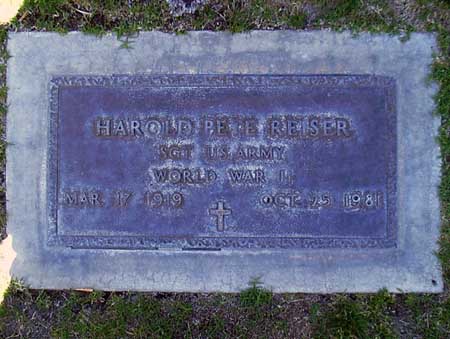 HAROLD PETE REISER
SGT US ARMY
WORLD WAR II
MAR 17 1919 OCT 25 1981